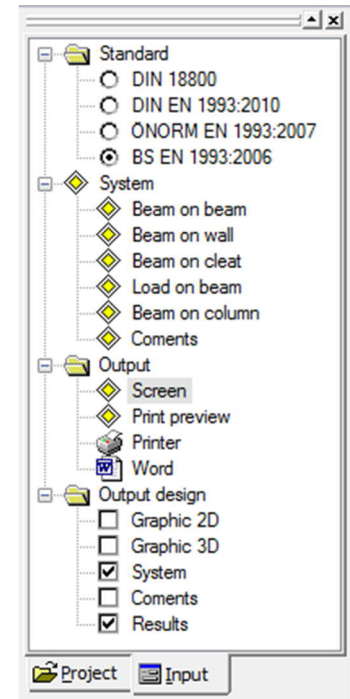 Standard
DIN 18800
DIN EN 1993:2010
ÖNORM EN 1993:2007
BS EN 1993:2006
System
Beam on beam
Beam on wall
Beam on cleat
Load on beam
Beam on column
Coments
Output
Screen
Print preview
Printer
Word
Output design
Graphic 2D
Graphic 3D
System
Coments
Results
Project Input